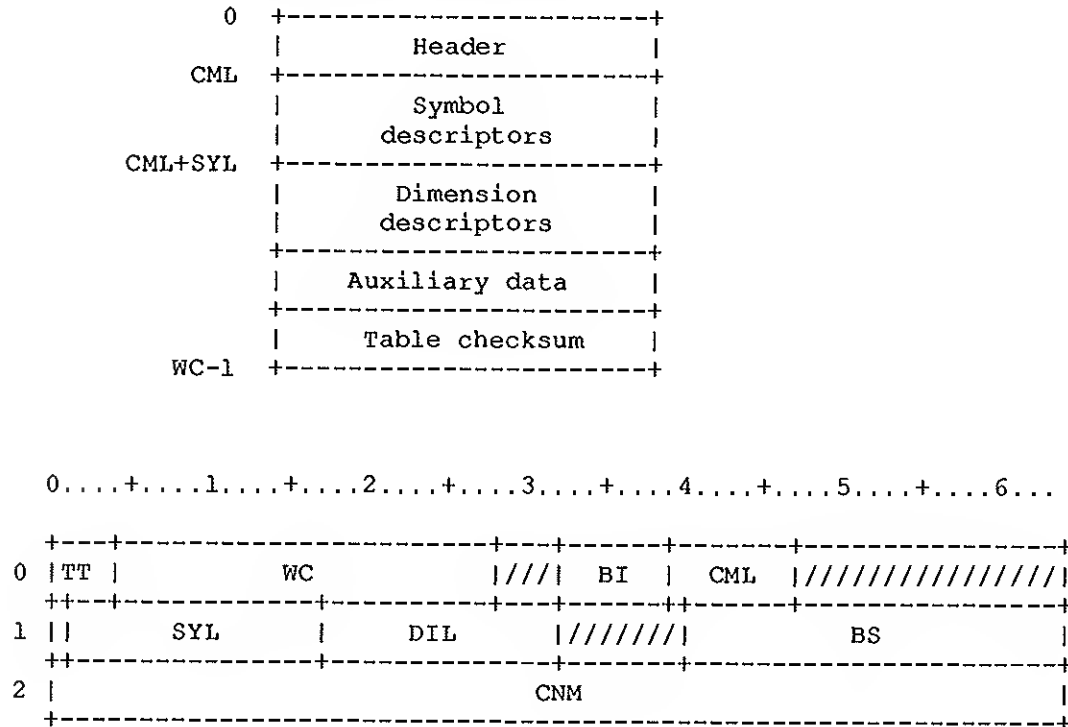 0 +-----------------------+
| Header |
CML +-----------------------+
| Symbol |
| descriptors |
CML+SYL +-----------------------+
| Dimension |
| descriptors |
+-----------------------+
| Auxiliary data |
+-----------------------+
| Table checksum |
WC-1 +-----------------------+
0....+....1....+....2....+....3....+....4....+....5....+....6...
+---+-----------------------+---+------+-------+----------------+
0 |TT | WC |///| BI | CML |////////////////|
++--+------------+----------+---+------++------+----------------+
1 || SYL | DIL |///////| BS |
++---------------+--------------+-------+-----------------------+
2 | CNM |
+---------------------------------------------------------------+